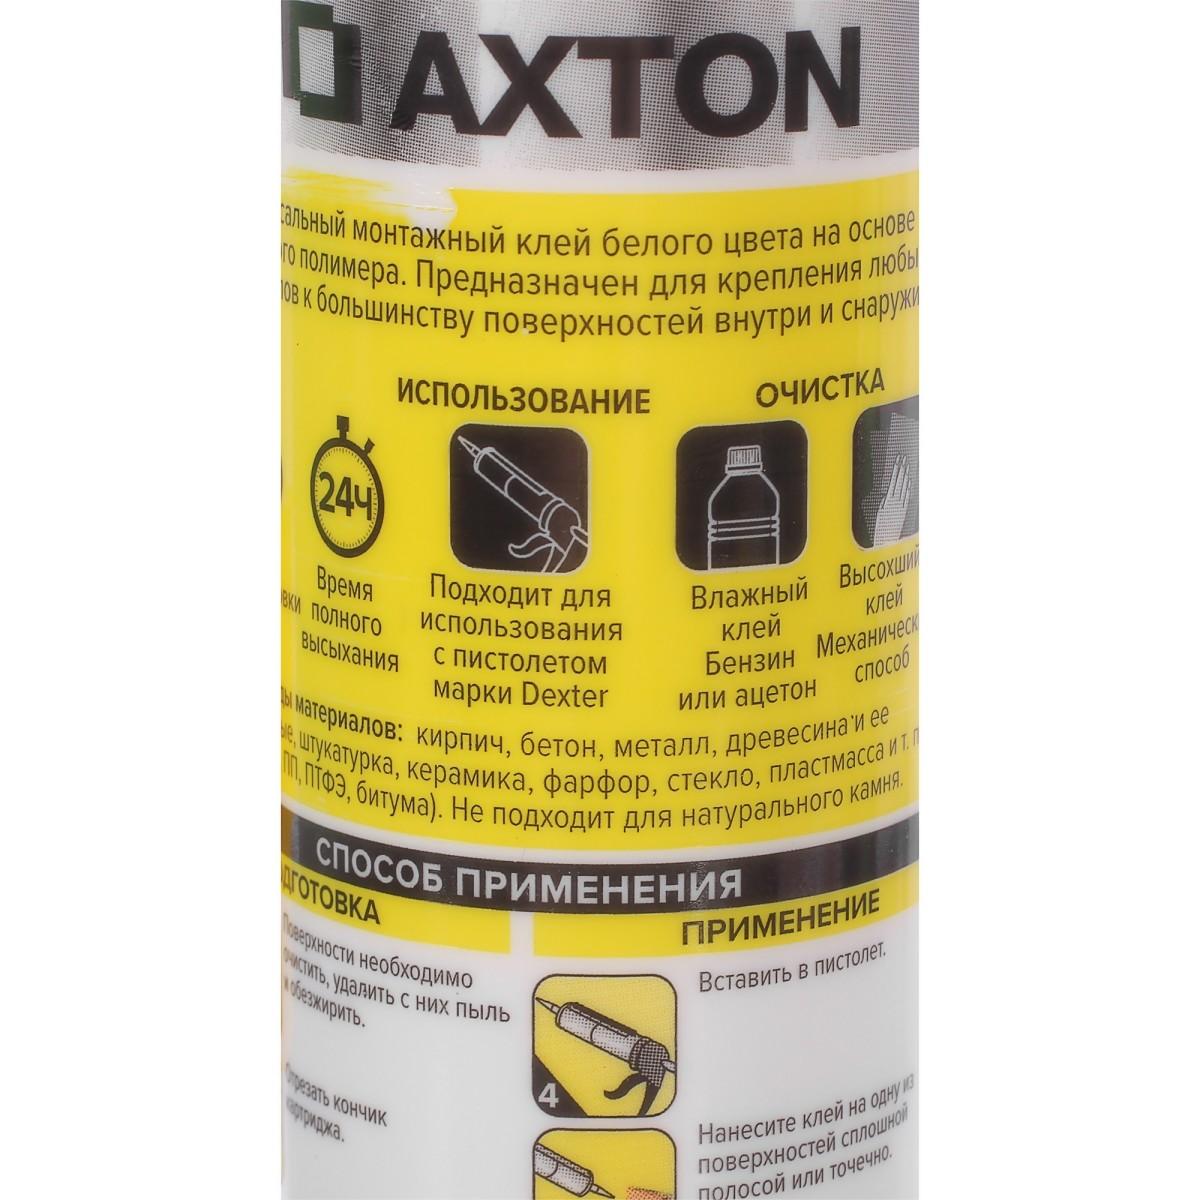 AXTON
сальный монтажный клей белого цвета на основе
ого полимера. Предназначен для крепления любы
лов к большинству поверхностей внутри и снаружи
ИСПОЛЬЗОВАНИЕ
24ч
Время
полного
высыхания
Подходит для
использования
с пистолетом
марки Dexter
ОЧИСТКА
Влажный
клей
Бензин
или ацетон
Высохший
клей
Механическ
способ
вки
ды материалов: кирпич, бетон, металл, древесина и ее
ые, штукатурка, керамика, фарфор, стекло, пластмасса и т. п
ПП, ПТФЭ, битума). Не подходит для натурального камня.
СПОСОБ ПРИМЕНЕНИЯ
ДГОТОВКА
Поверхности необходимо
очистить, удалить с них пыль
и обезжирить.
Отрезать кончик
картриджа.
ПРИМЕНЕНИЕ
4
Вставить в пистолет.
Нанесите клей на одну из
поверхностей сплошной
полосой или точечно.